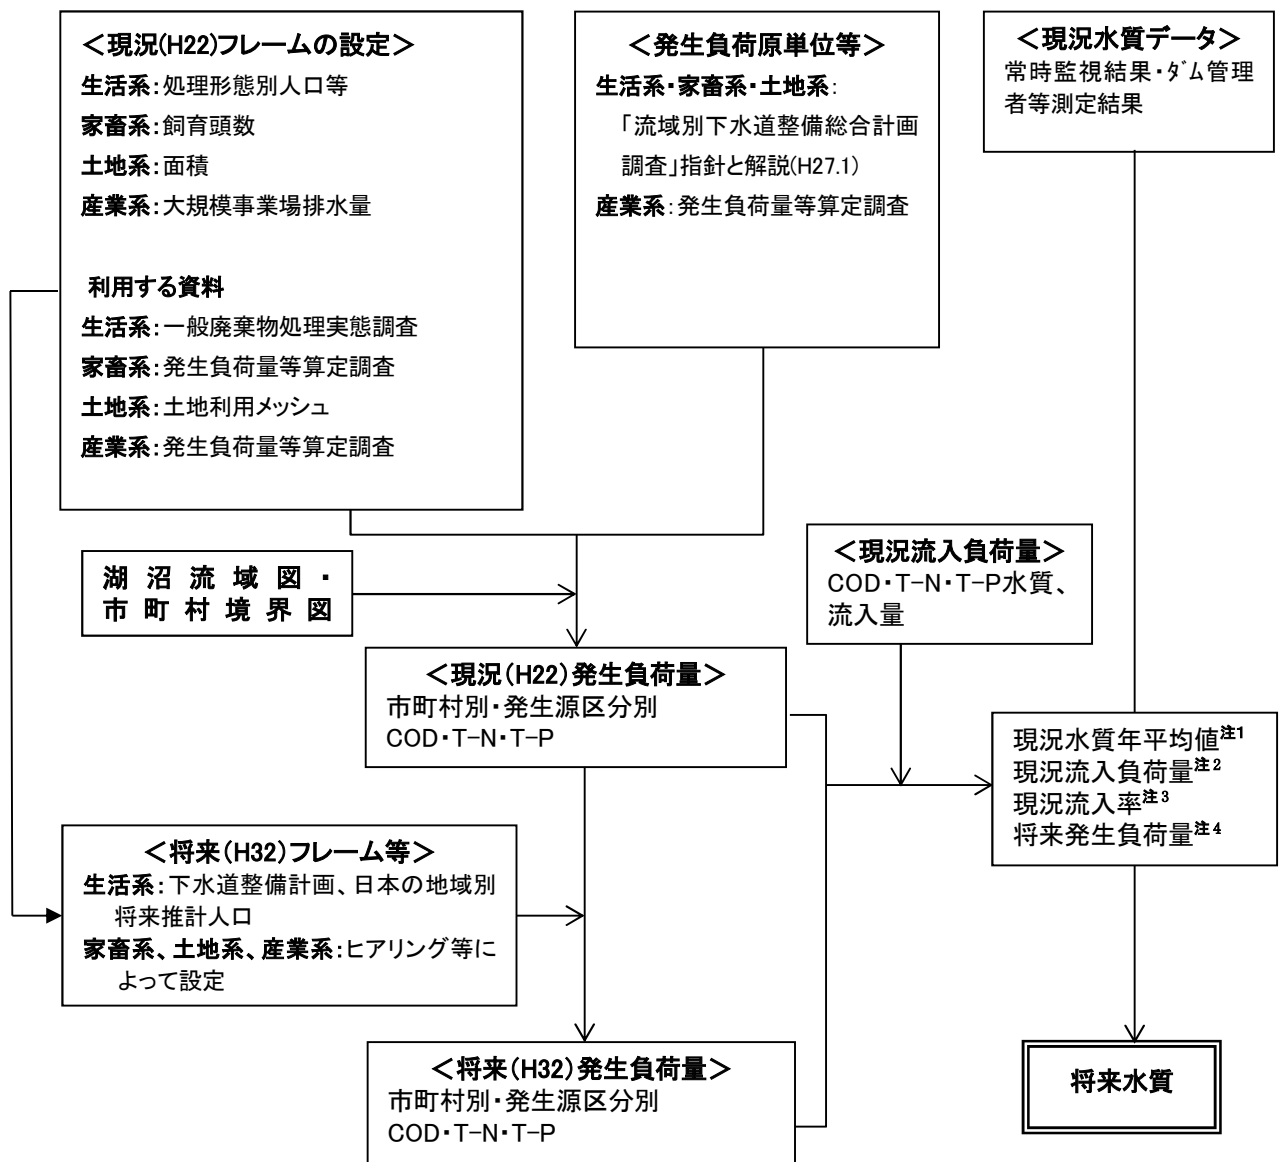 ＜現況(H22)フレームの設定＞
生活系：処理形態別人口等
家畜系：飼育頭数
土地系：面積
産業系：大規模事業場排水量
利用する資料
生活系：一般廃棄物処理実態調査
家畜系：発生負荷量等算定調査
土地系：土地利用メッシュ
産業系：発生負荷量等算定調査
＜発生負荷原単位等＞
生活系・家畜系・土地系：
「流域別下水道整備総合計画
調査」指針と解説(H27.1)
産業系：発生負荷量等算定調査
＜現況水質データ＞
常時監視結果・ﾀﾞﾑ管理
者等測定結果
湖沼流域図・
市町村境界図
＜現況流入負荷量＞
COD・T-N・T-P水質、
流入量
＜現況（H22）発生負荷量＞
市町村別・発生源区分別
COD・T-N・T-P
現況水質年平均値注1
現況流入負荷量注2
現況流入率注3
将来発生負荷量注4
＜将来（H32）フレーム等＞
生活系：下水道整備計画、日本の地域別
将来推計人口
家畜系、土地系、産業系：ヒアリング等に
よって設定
＜将来（H32）発生負荷量＞
市町村別・発生源区分別
COD・T-N・T-P
将来水質